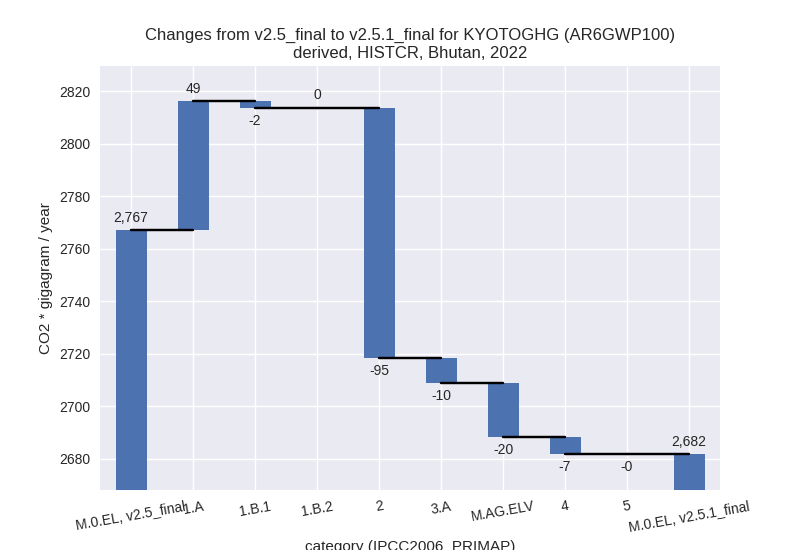 Changes from v2.5_final to v2.5.1_final for KYOTOGHG (AR6GWP100)
derived, HISTCR, Bhutan, 2022
CO2 * gigagram / year
2820
2800
2780
2760
2740
2720
2700
2680
2,767
49
-2
0
-95
-10
-20
-7
-0
2,682
M.0.EL, v2.5_final
1.A
1.B.1
1.B.2
2
3.A
M.AG.ELV
4
5
M.0.EL, v2.5.1_final
category (IPCC2006_PRIMAP)